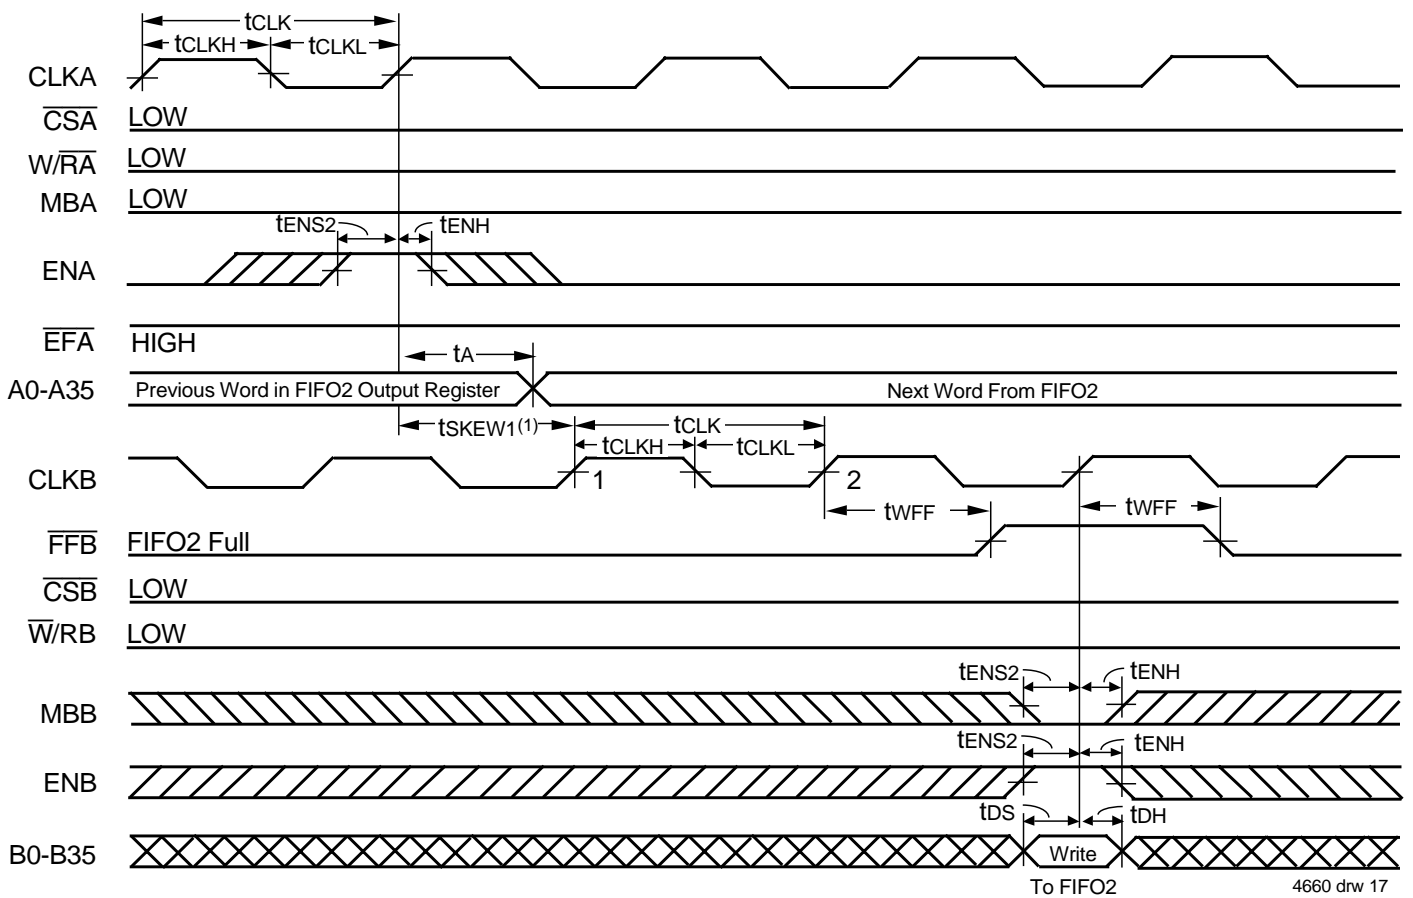 tCLK
tCLKH tCLKL
CLKA
CSA LOW
W/RA LOW
MBA LOW
tENS2 tENH
ENA
EFA HIGH
tA
A0-A35 Previous Word in FIFO2 Output Register Next Word From FIFO2
tSKEW1(1) tCLK
tCLKH tCLKL
CLKB 1 2
tWFF tWFF
FFB FIFO2 Full
CSB LOW
W/RB LOW
tENS2 tENH
MBB
tENS2 tENH
ENB
tDS tDH
B0-B35 Write
To FIFO2 4660 drw 17